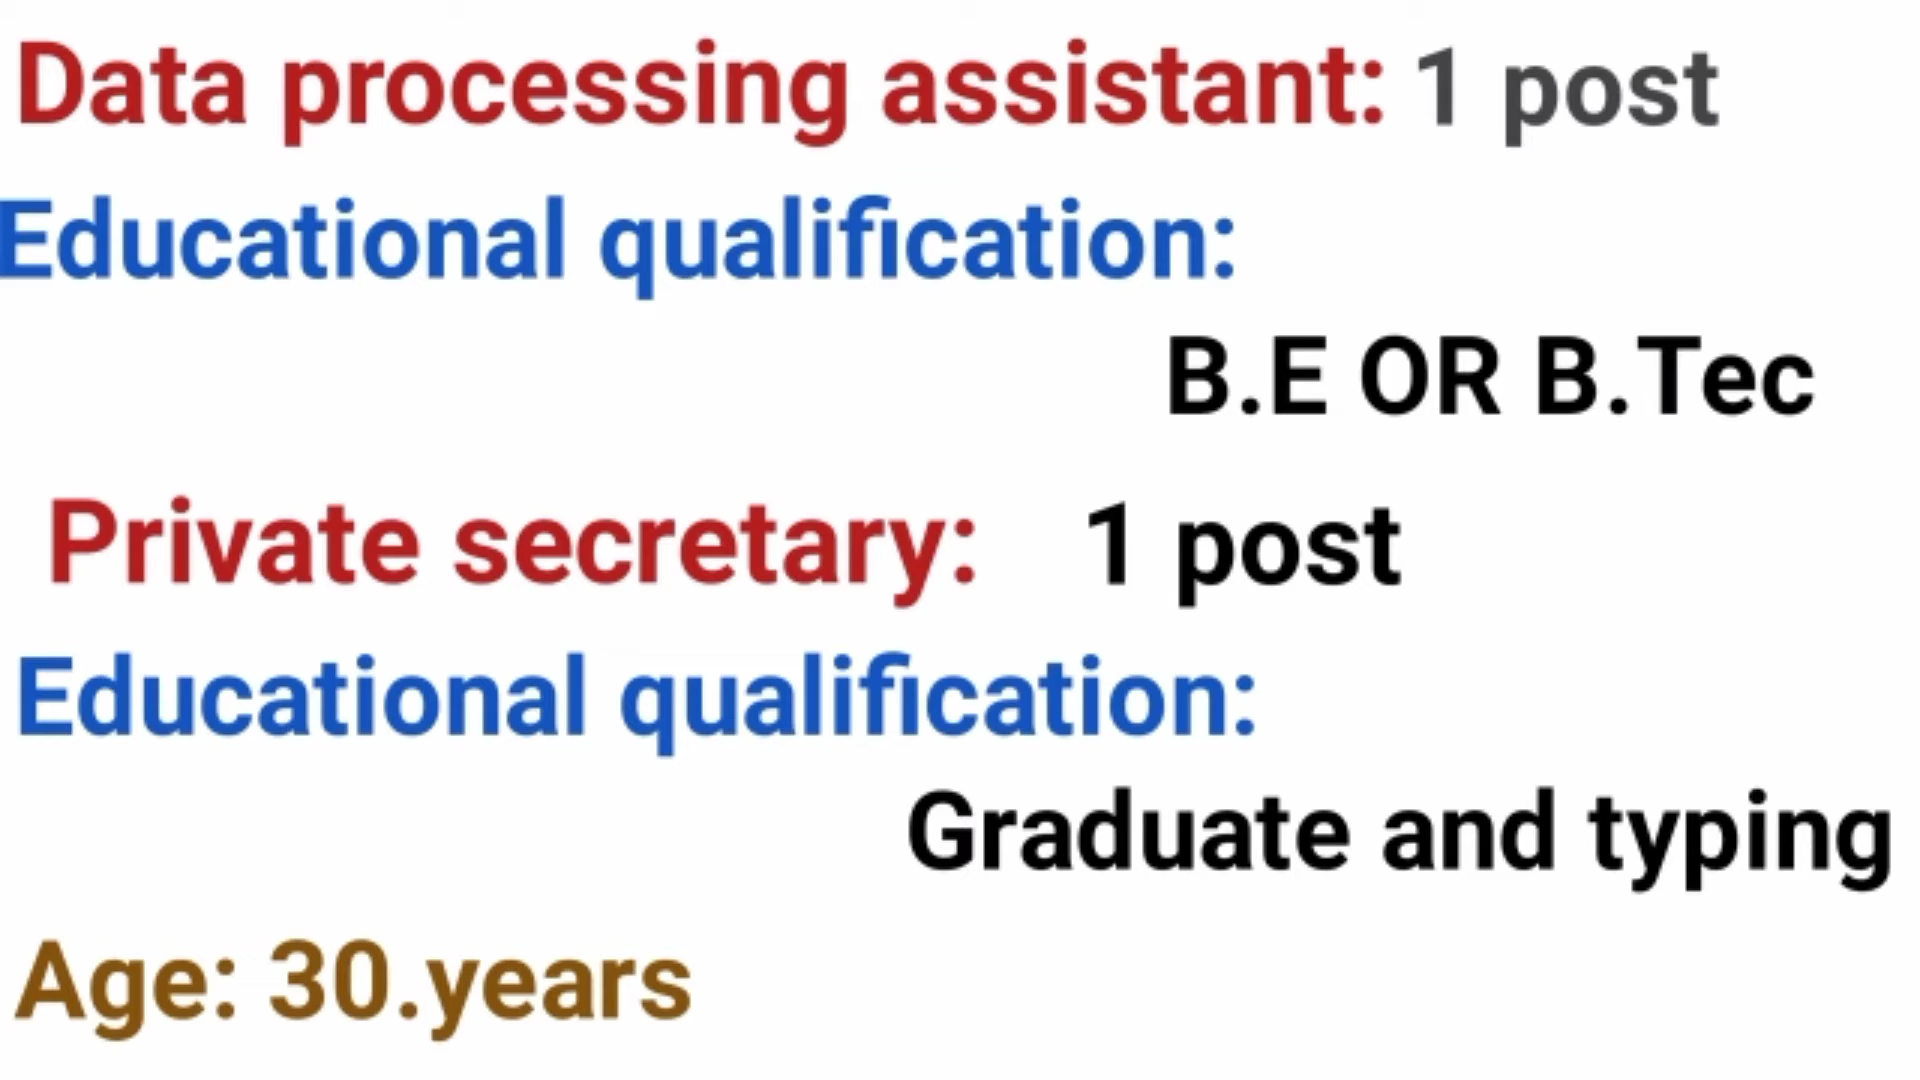 Data processing assistant: 1 post
Educational qualification:
B.E OR B.Tec
Private secretary: 1 post
Educational qualification:
Graduate and typing
Age: 30.years